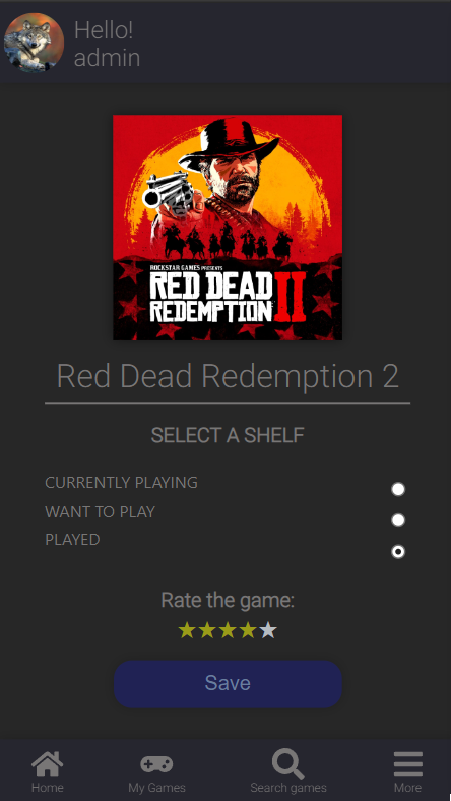 Hello!
admin
ROCKSTAR GAMES PRESENTS
RED DEAD
REDEMPTION II
Red Dead Redemption 2
SELECT A SHELF
CURRENTLY PLAYING
WANT TO PLAY
PLAYED
Rate the game:
Save
Home
My Games
Search games
More